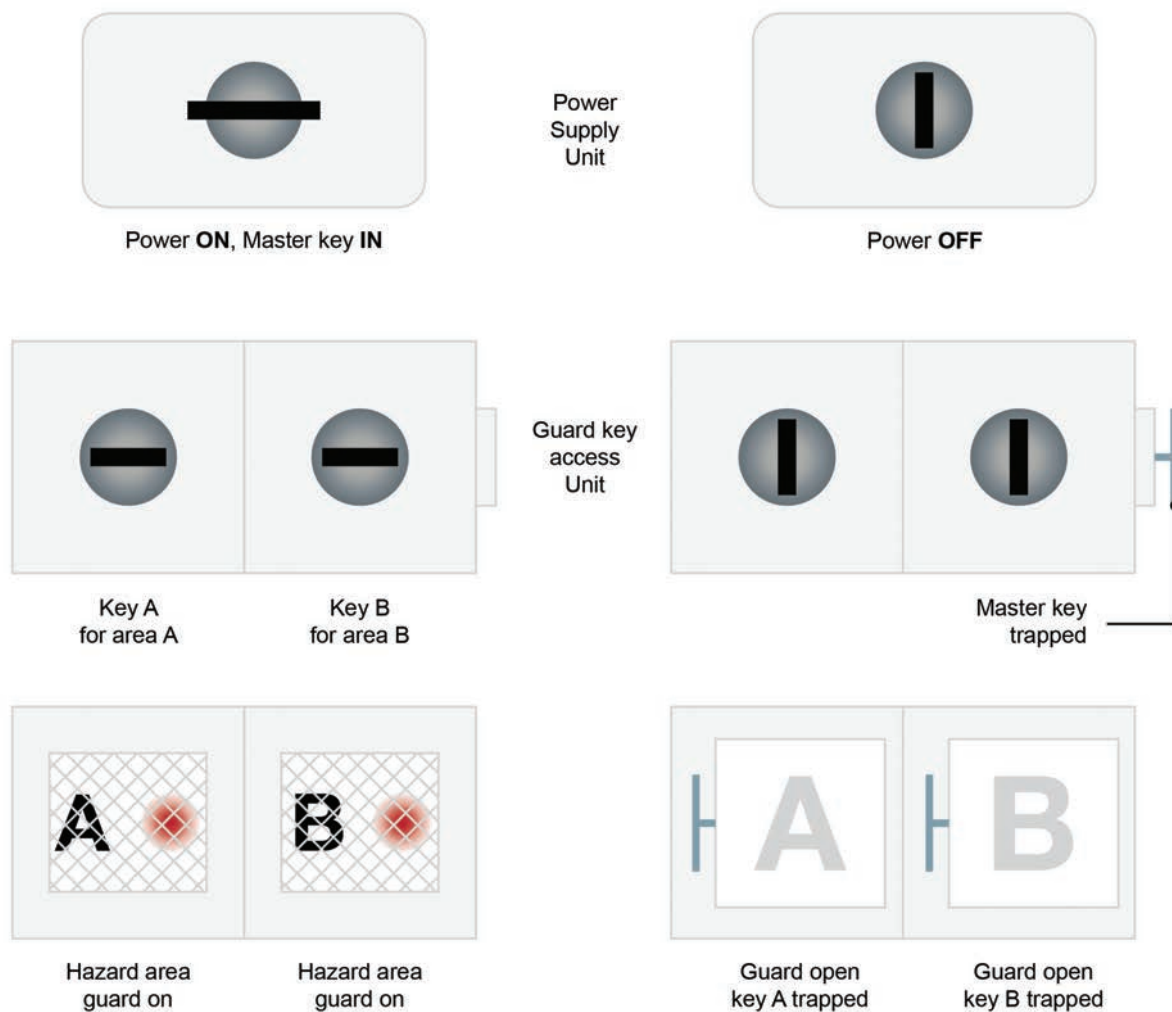 Power
Supply
Unit
Power ON, Master key IN
Power OFF
Guard key
access
Unit
Key A
for area A
Key B
for area B
Master key
trapped
A
B
A
B
Hazard area
guard on
Hazard area
guard on
Guard open
key A trapped
Guard open
key B trapped